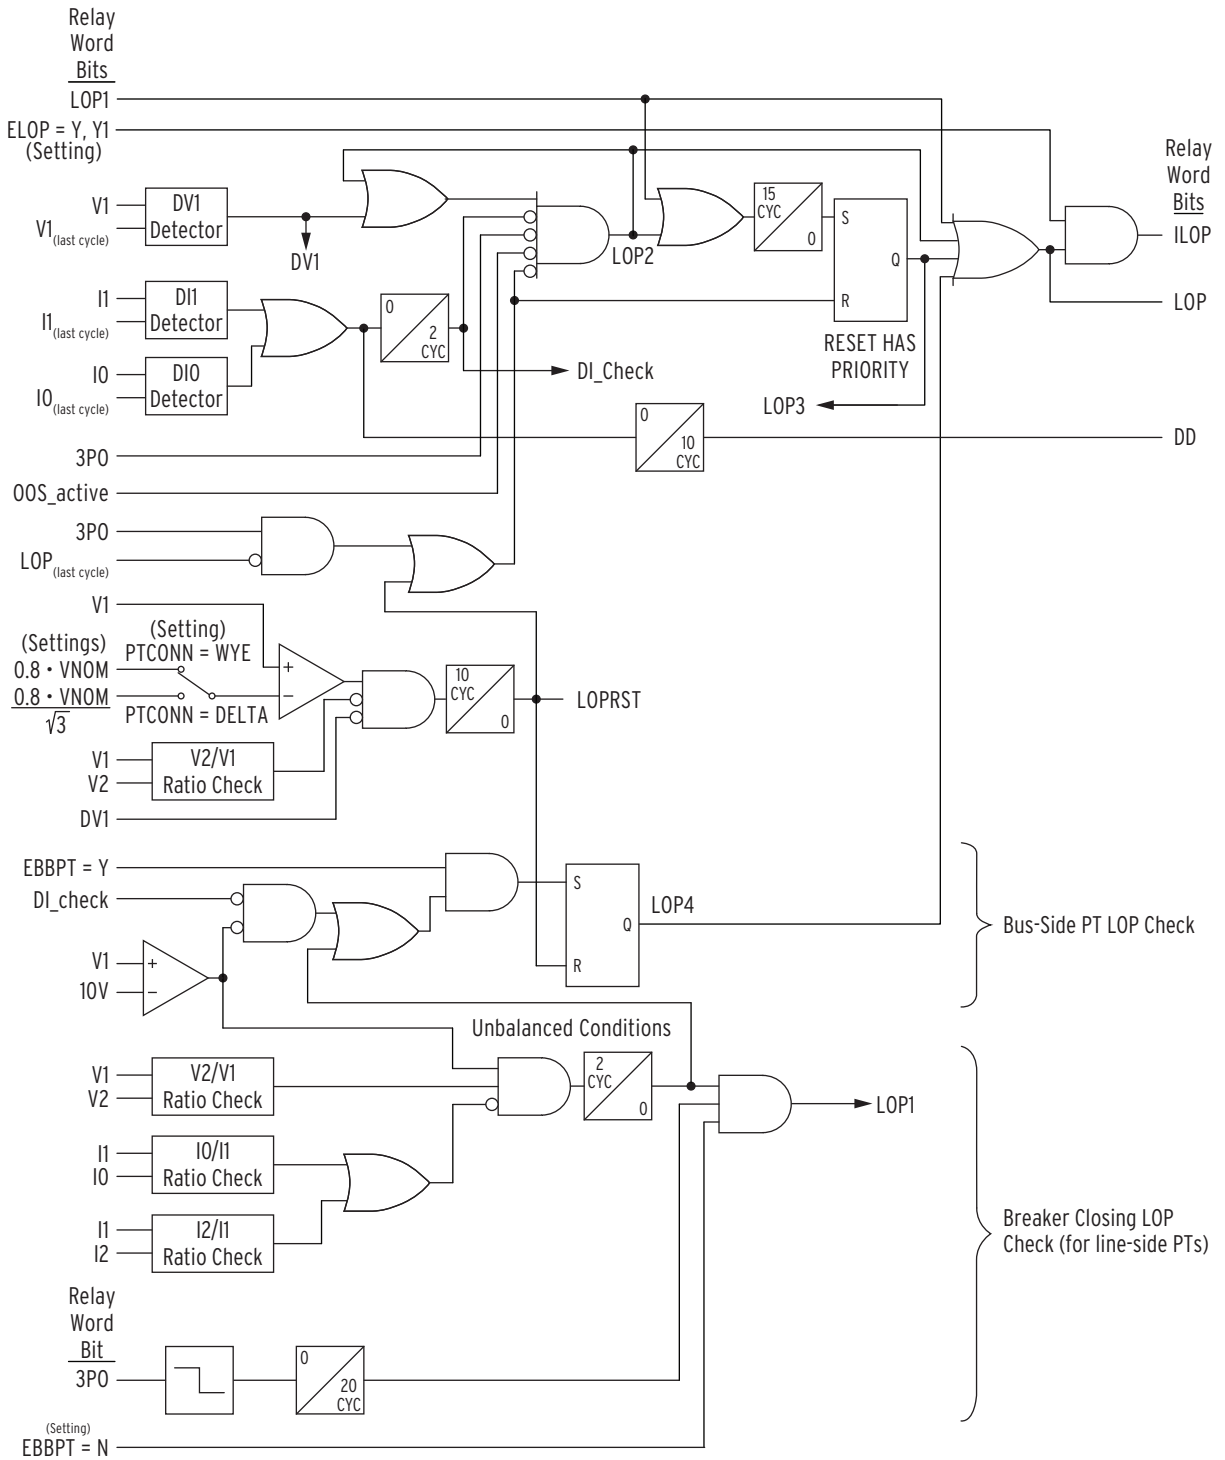 Relay
Word
Bits
LOP1
ELOP = Y, Y1
(Setting)
Relay
Word
Bits
V1
V1(last cycle)
DV1
Detector
DV1
LOP2
15
CYC
0
S
Q
R
RESET HAS
PRIORITY
ILOP
LOP
I1
I1(last cycle)
DI1
Detector
0
2
CYC
DI_Check
I0
I0(last cycle)
DI0
Detector
LOP3
0
10
CYC
DD
3PO
OOS_active
3PO
LOP(last cycle)
V1
(Settings)
(Setting)
PTCONN = WYE
0.8 • VNOM
0.8 • VNOM
√3
PTCONN = DELTA
+
−
10
CYC
0
LOPRST
V1
V2
V2/V1
Ratio Check
DV1
EBBPT = Y
DI_check
V1
10V
+
−
S
Q
R
LOP4
Bus-Side PT LOP Check
Unbalanced Conditions
V1
V2
V2/V1
Ratio Check
2
CYC
0
LOP1
I1
I0
I0/I1
Ratio Check
I1
I2
I2/I1
Ratio Check
Breaker Closing LOP
Check (for line-side PTs)
Relay
Word
Bit
3PO
0
20
CYC
(Setting)
EBBPT = N